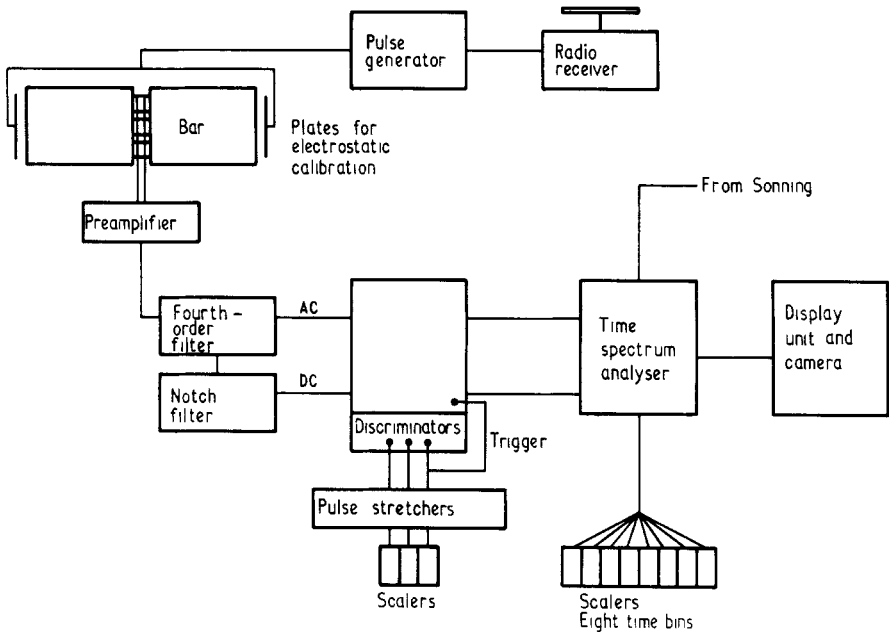 Pulse
generator
Radio
receiver
Bar
Plates for
electrostatic
calibration
Preamplifier
From Sonning
Fourth-
order
filter
AC
Notch
filter
DC
Discriminators
Trigger
Time
spectrum
analyser
Display
unit and
camera
Pulse stretchers
Scalers
Scalers
Eight time bins